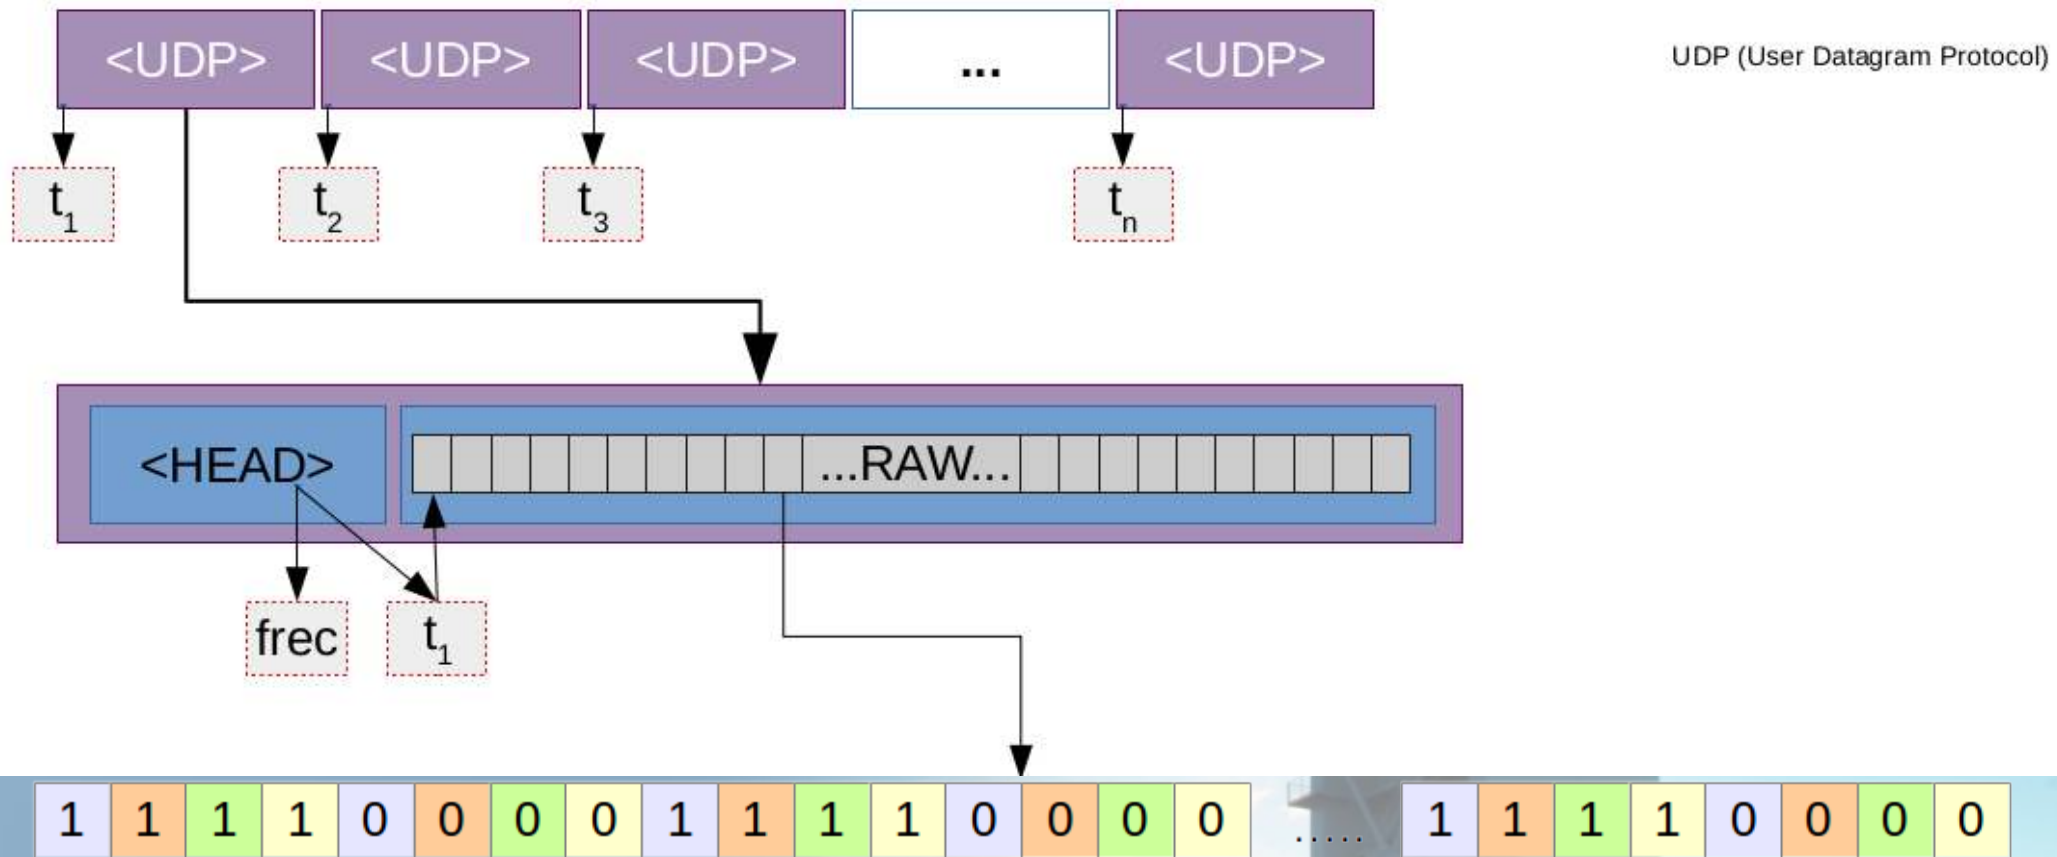 <UDP> <UDP> <UDP> ... <UDP> UDP (User Datagram Protocol)
t1 t2 t3 tn
<HEAD> ...RAW...
frec t1
1 1 1 1 0 0 0 0 1 1 1 1 0 0 0 0 ..... 1 1 1 1 0 0 0 0